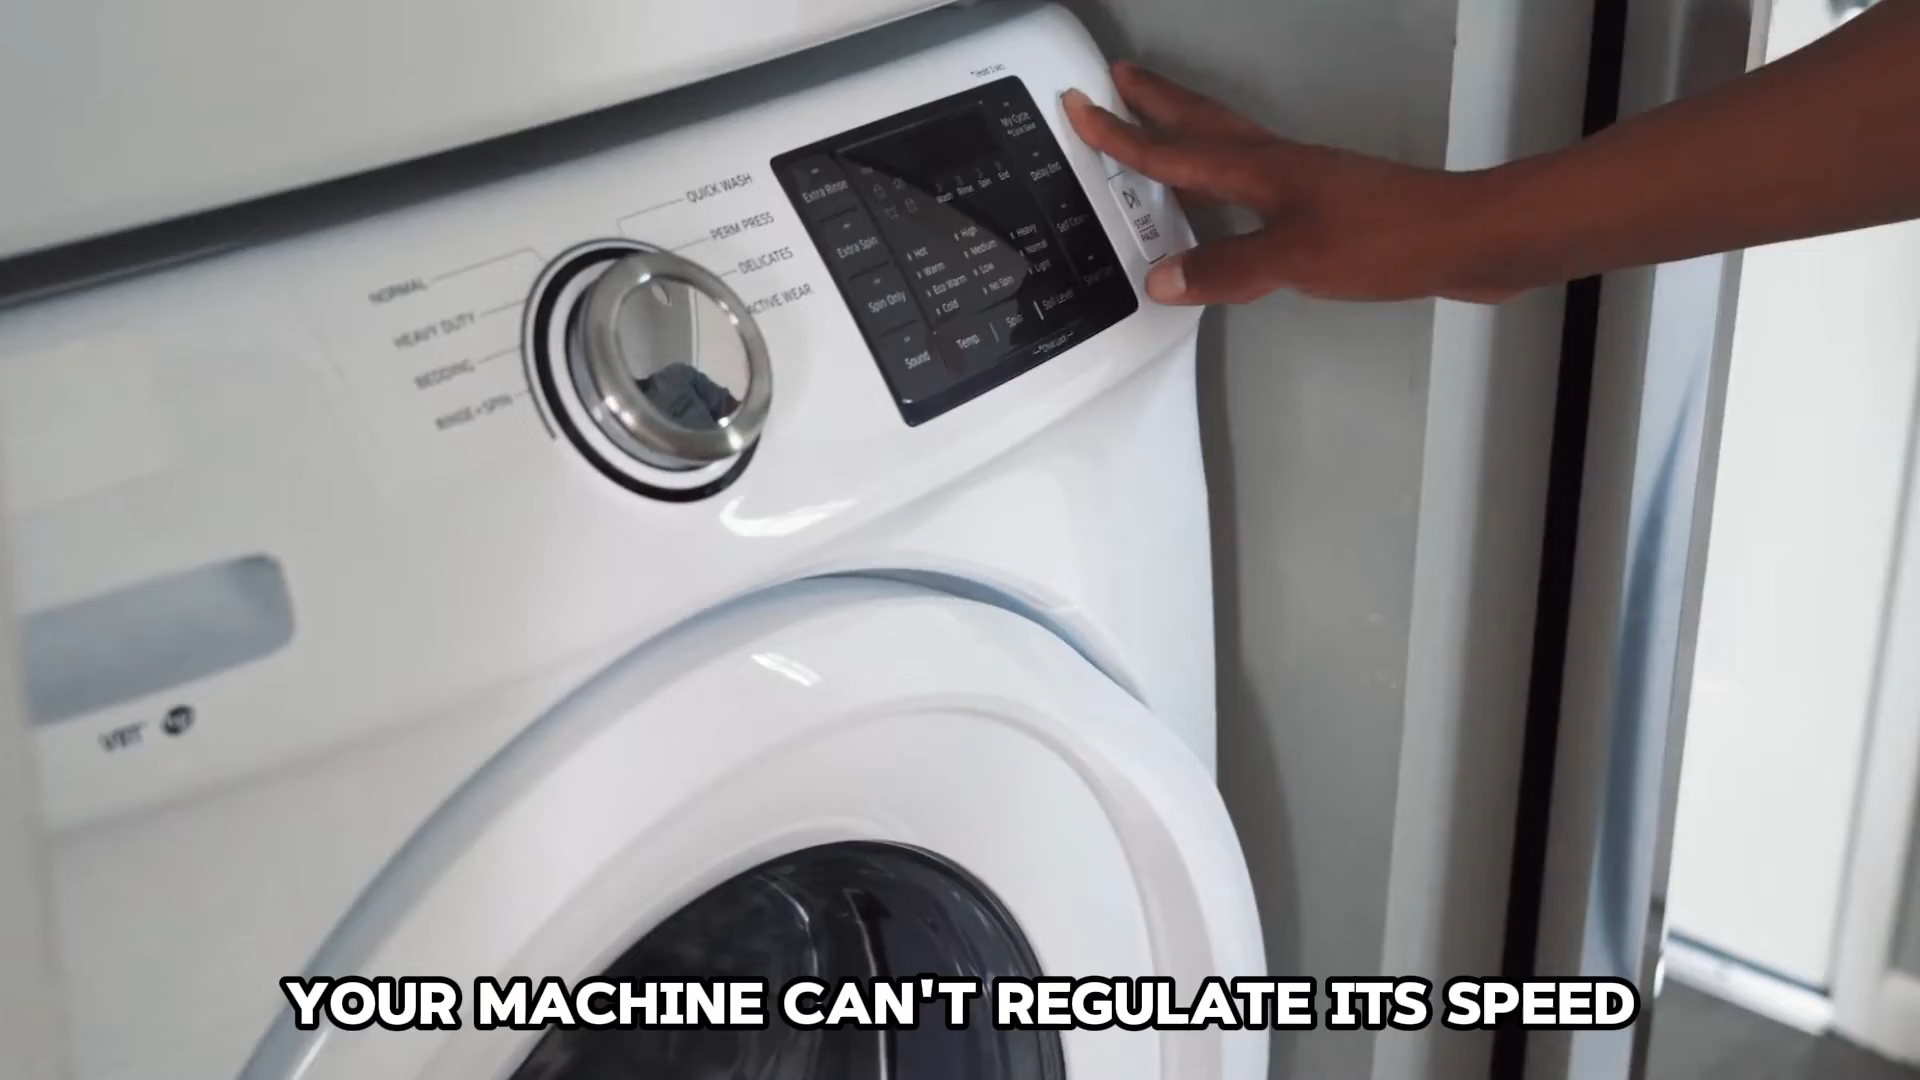 QUICK WASH
PERM PRESS
DELICATES
ACTIVE WEAR
NORMAL
HEAVY DUTY
BEDDING
RINSE+SPIN
My Cycle
Extra Rinse
Delay End
Wash Rinse Spin End
Extra Spin
Spin Only
Sound
Hot
Warm
Eco Warm
Cold
High
Medium
Low
No Spin
Heavy
Normal
Light
Temp.
Spin
Soil Level
START
PAUSE
VRT
YOUR MACHINE CAN'T REGULATE ITS SPEED